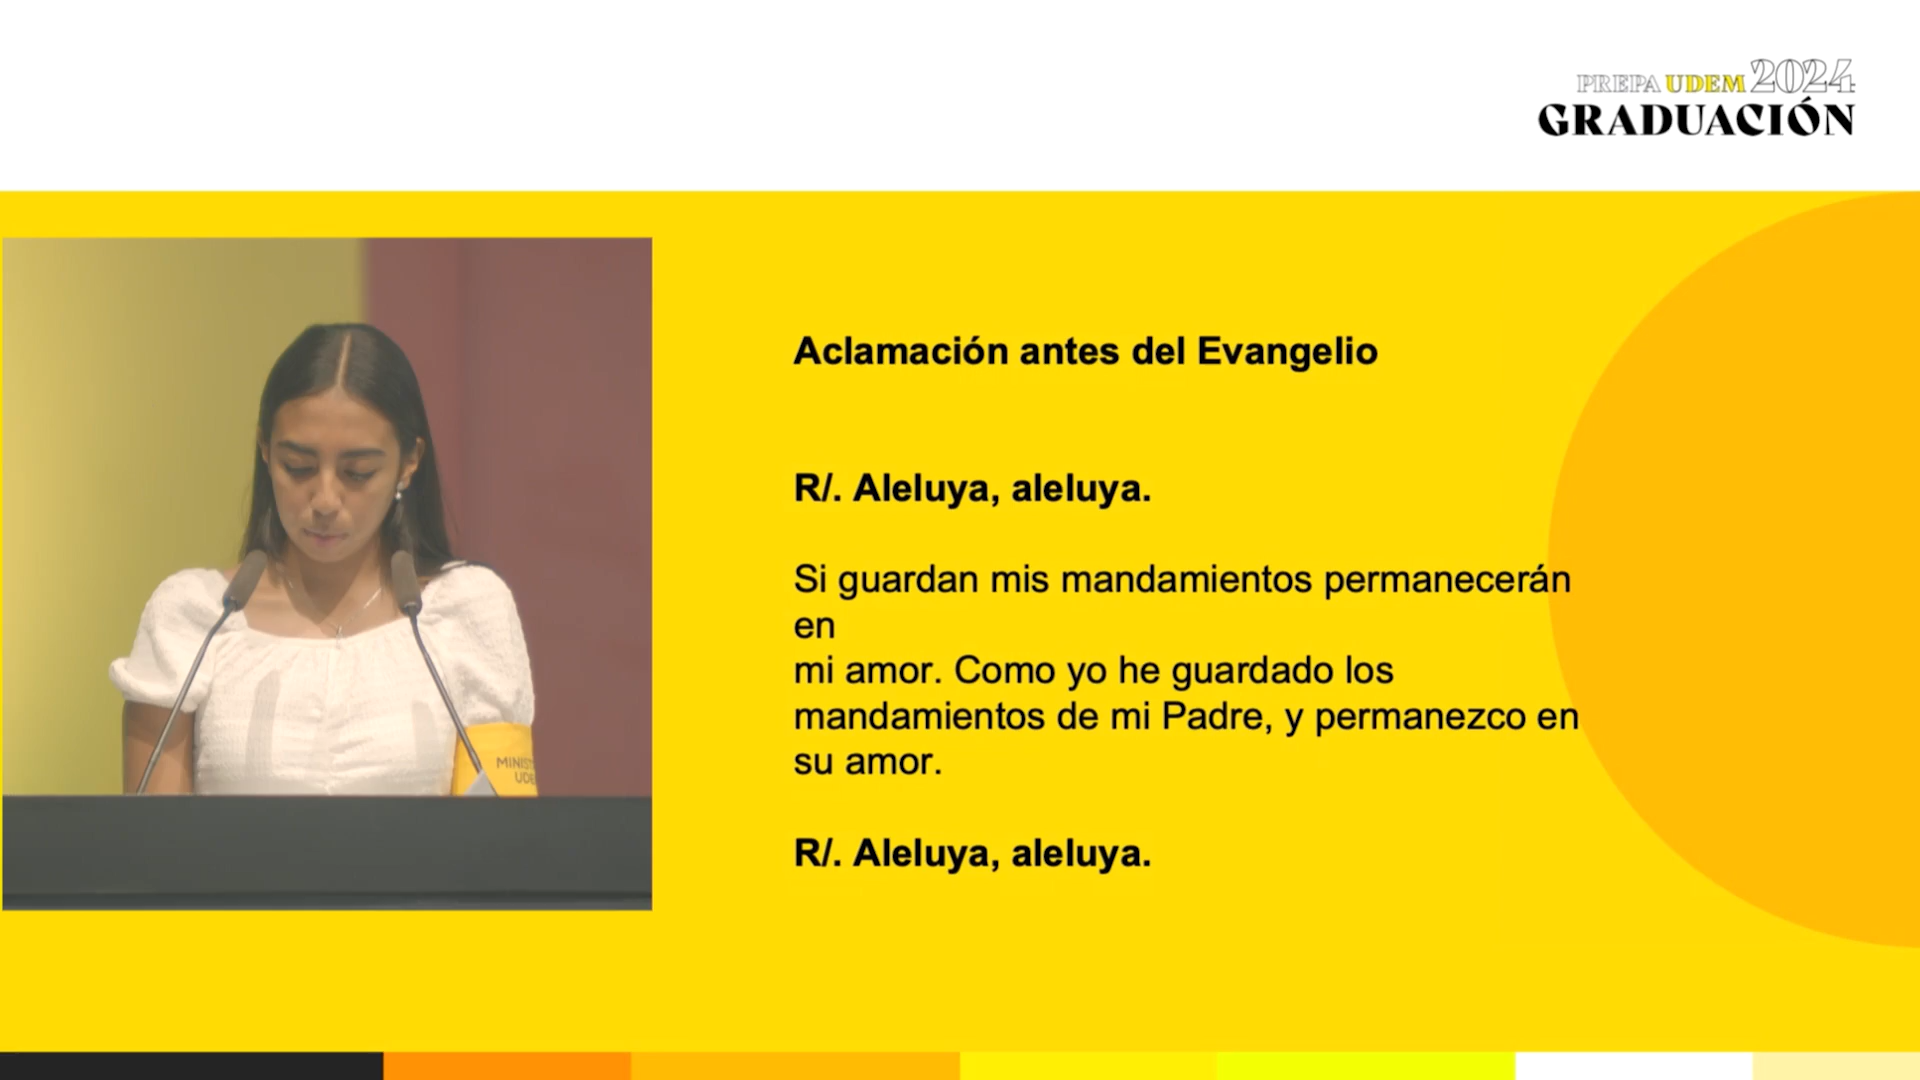 PREPA UDEM 2024
GRADUACIÓN
Aclamación antes del Evangelio
R/. Aleluya, aleluya.
Si guardan mis mandamientos permanecerán
en
mi amor. Como yo he guardado los
mandamientos de mi Padre, y permanezco en
su amor.
R/. Aleluya, aleluya.